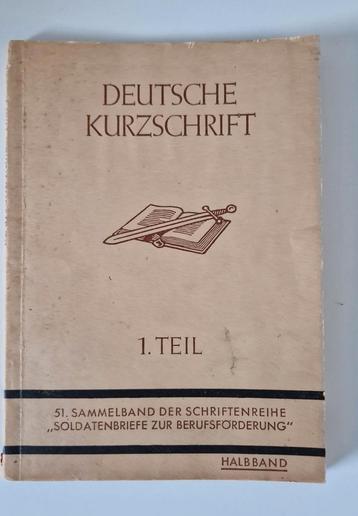 DEUTSCHE
KURZSCHRIFT
1. TEIL
51. SAMMELBAND DER SCHRIFTENREIHE
„SOLDATENBRIEFE ZUR BERUFSFÖRDERUNG"
HALBBAND